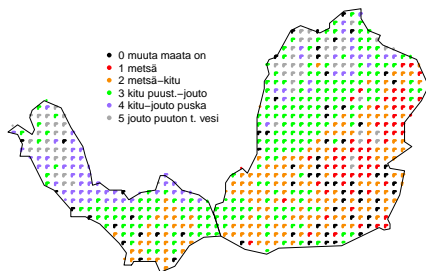 0 muuta maata on
1 metsä
2 metsä−kitu
3 kitu puust.−jouto
4 kitu−jouto puska
5 jouto puuton t. vesi